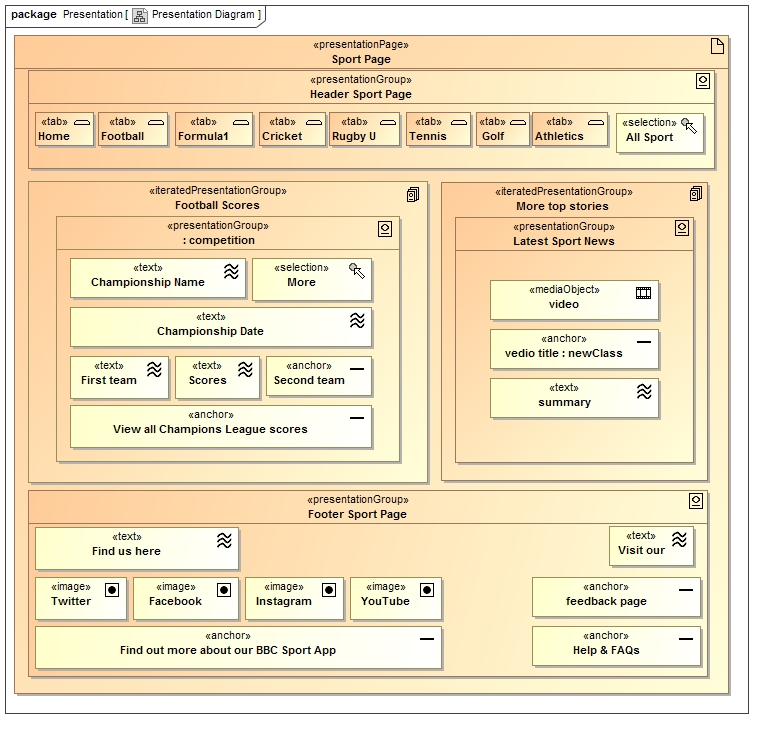 package Presentation [ Presentation Diagram ]
«presentationPage»
Sport Page
«presentationGroup»
Header Sport Page
«tab» «tab» «tab» «tab» «tab» «tab» «tab» «tab» «selection»
Home Football Formula1 Cricket Rugby U Tennis Golf Athletics All Sport
«iteratedPresentationGroup»
Football Scores
«presentationGroup»
: competition
«text» «selection»
Championship Name More
«text»
Championship Date
«text» «text» «anchor»
First team Scores Second team
«anchor»
View all Champions League scores
«iteratedPresentationGroup»
More top stories
«presentationGroup»
Latest Sport News
«mediaObject»
video
«anchor»
vedio title : newClass
«text»
summary
«presentationGroup»
Footer Sport Page
«text» «text»
Find us here Visit our
«image» «image» «image» «image» «anchor»
Twitter Facebook Instagram YouTube feedback page
«anchor» «anchor»
Find out more about our BBC Sport App Help & FAQs